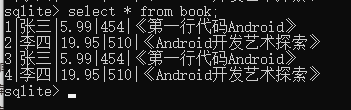 sqlite> select * from book;
1|张三|5.99|454|《第一行代码Android》
2|李四|19.95|510|《Android开发艺术探索》
3|张三|5.99|454|《第一行代码Android》
4|李四|19.95|510|《Android开发艺术探索》
sqlite>